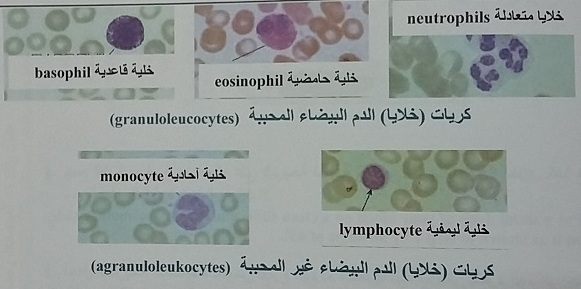 خلايا متعادلة neutrophils
خلية حامضية eosinophil
خلية قاعدية basophil
كريات (خلايا) الدم البيضاء المحببة (granuloleucocytes)
خلية آحادية monocyte
خلية ليمفية lymphocyte
كريات (خلايا) الدم البيضاء غير المحببة (agranuloleukocytes)